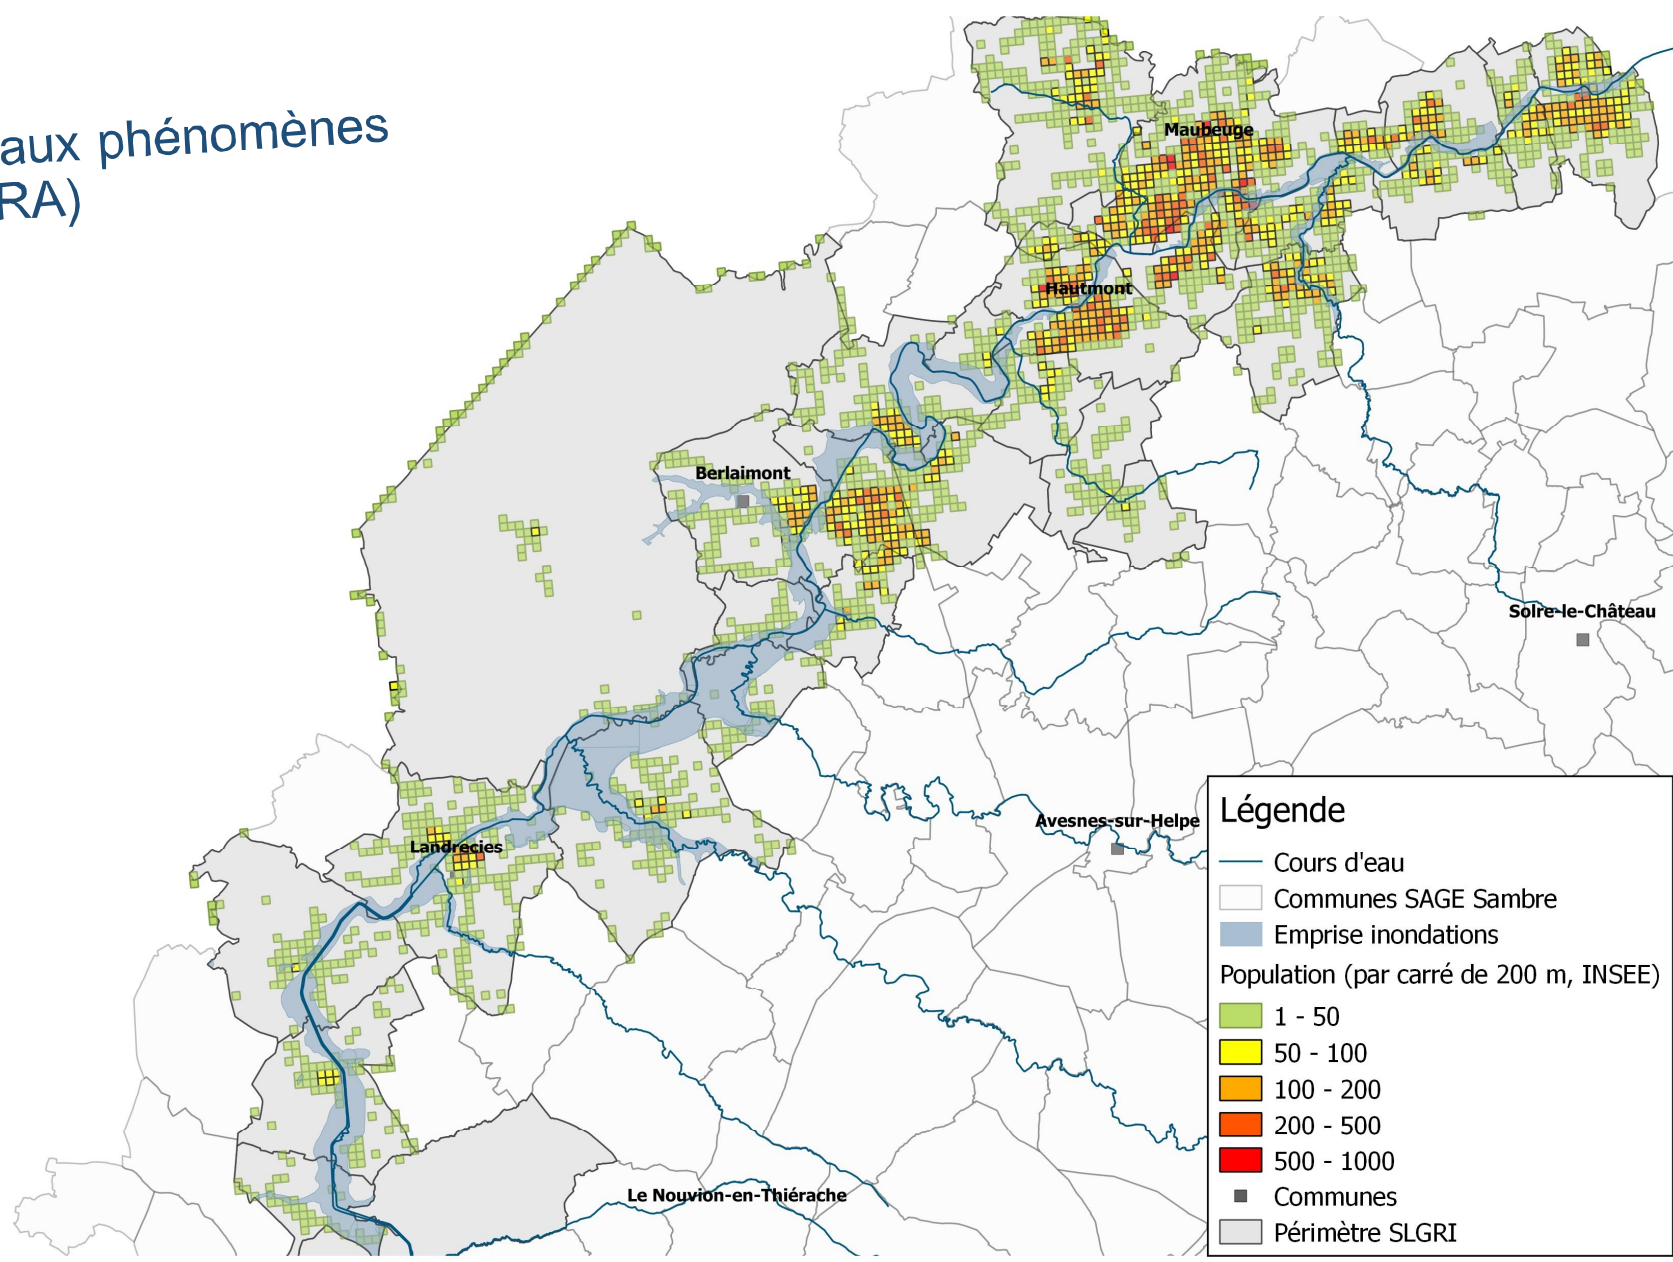 aux phénomènes
RA)
Maubeuge
Hautmont
Berlaimont
Solre-le-Château
Avesnes-sur-Helpe
Landrecies
Le Nouvion-en-Thiérache
Légende
Cours d'eau
Communes SAGE Sambre
Emprise inondations
Population (par carré de 200 m, INSEE)
1 - 50
50 - 100
100 - 200
200 - 500
500 - 1000
Communes
Périmètre SLGRI